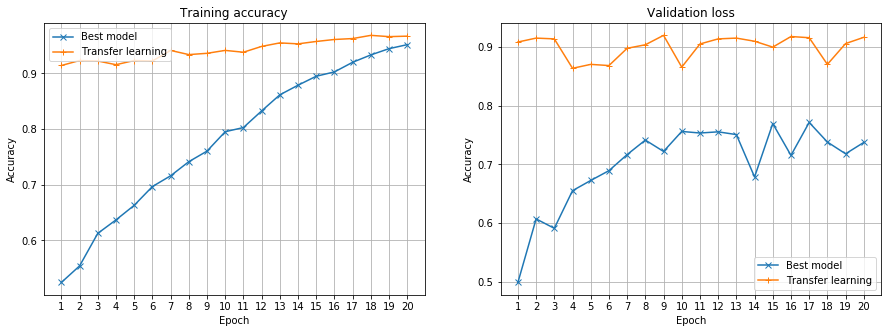 Training accuracy
Best model
Transfer learning
Accuracy
0.9
0.8
0.7
0.6
1 2 3 4 5 6 7 8 9 10 11 12 13 14 15 16 17 18 19 20
Epoch
Validation loss
Accuracy
0.9
0.8
0.7
0.6
0.5
Best model
Transfer learning
1 2 3 4 5 6 7 8 9 10 11 12 13 14 15 16 17 18 19 20
Epoch